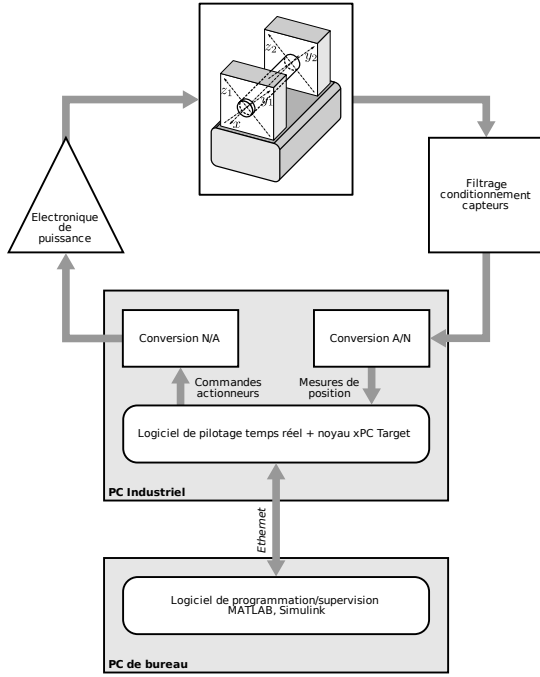 z2
y2
z1
y1
x
Electronique
de
puissance
Filtrage
conditionnement
capteurs
Conversion N/A
Conversion A/N
Commandes
actionneurs
Mesures de
position
Logiciel de pilotage temps réel + noyau xPC Target
PC Industriel
Ethernet
Logiciel de programmation/supervision
MATLAB, Simulink
PC de bureau